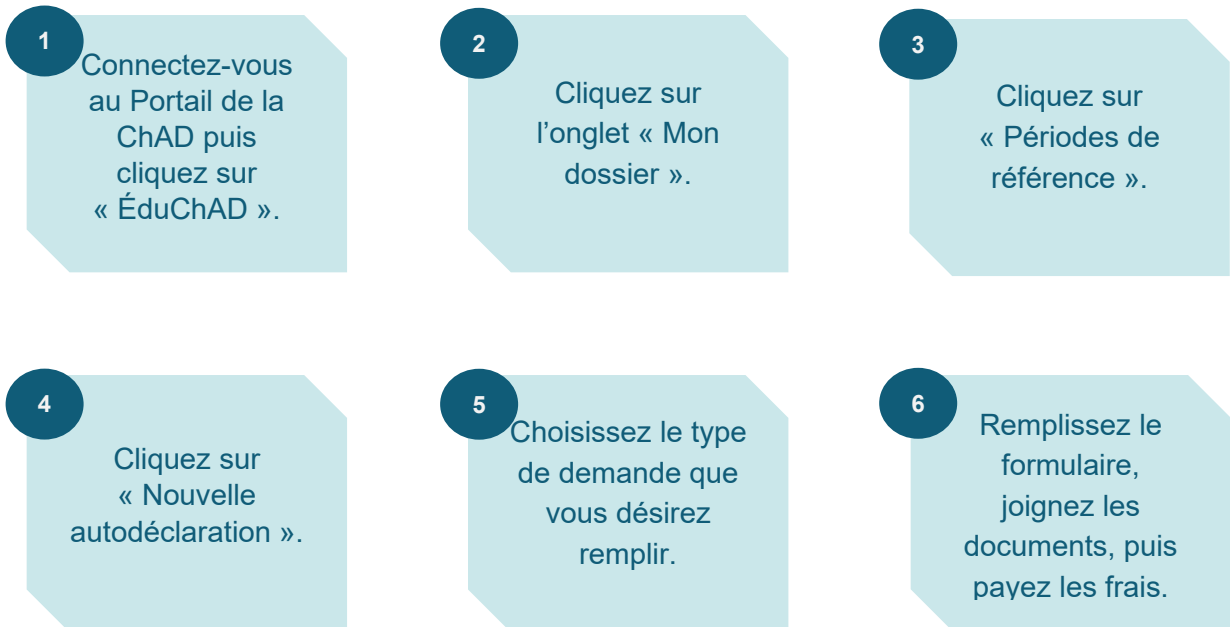 1
Connectez-vous
au Portail de la
ChAD puis
cliquez sur
« ÉduChAD ».
2
Cliquez sur
l’onglet « Mon
dossier ».
3
Cliquez sur
« Périodes de
référence ».
4
Cliquez sur
« Nouvelle
autodéclaration ».
5
Choisissez le type
de demande que
vous désirez
remplir.
6
Remplissez le
formulaire,
joignez les
documents, puis
payez les frais.